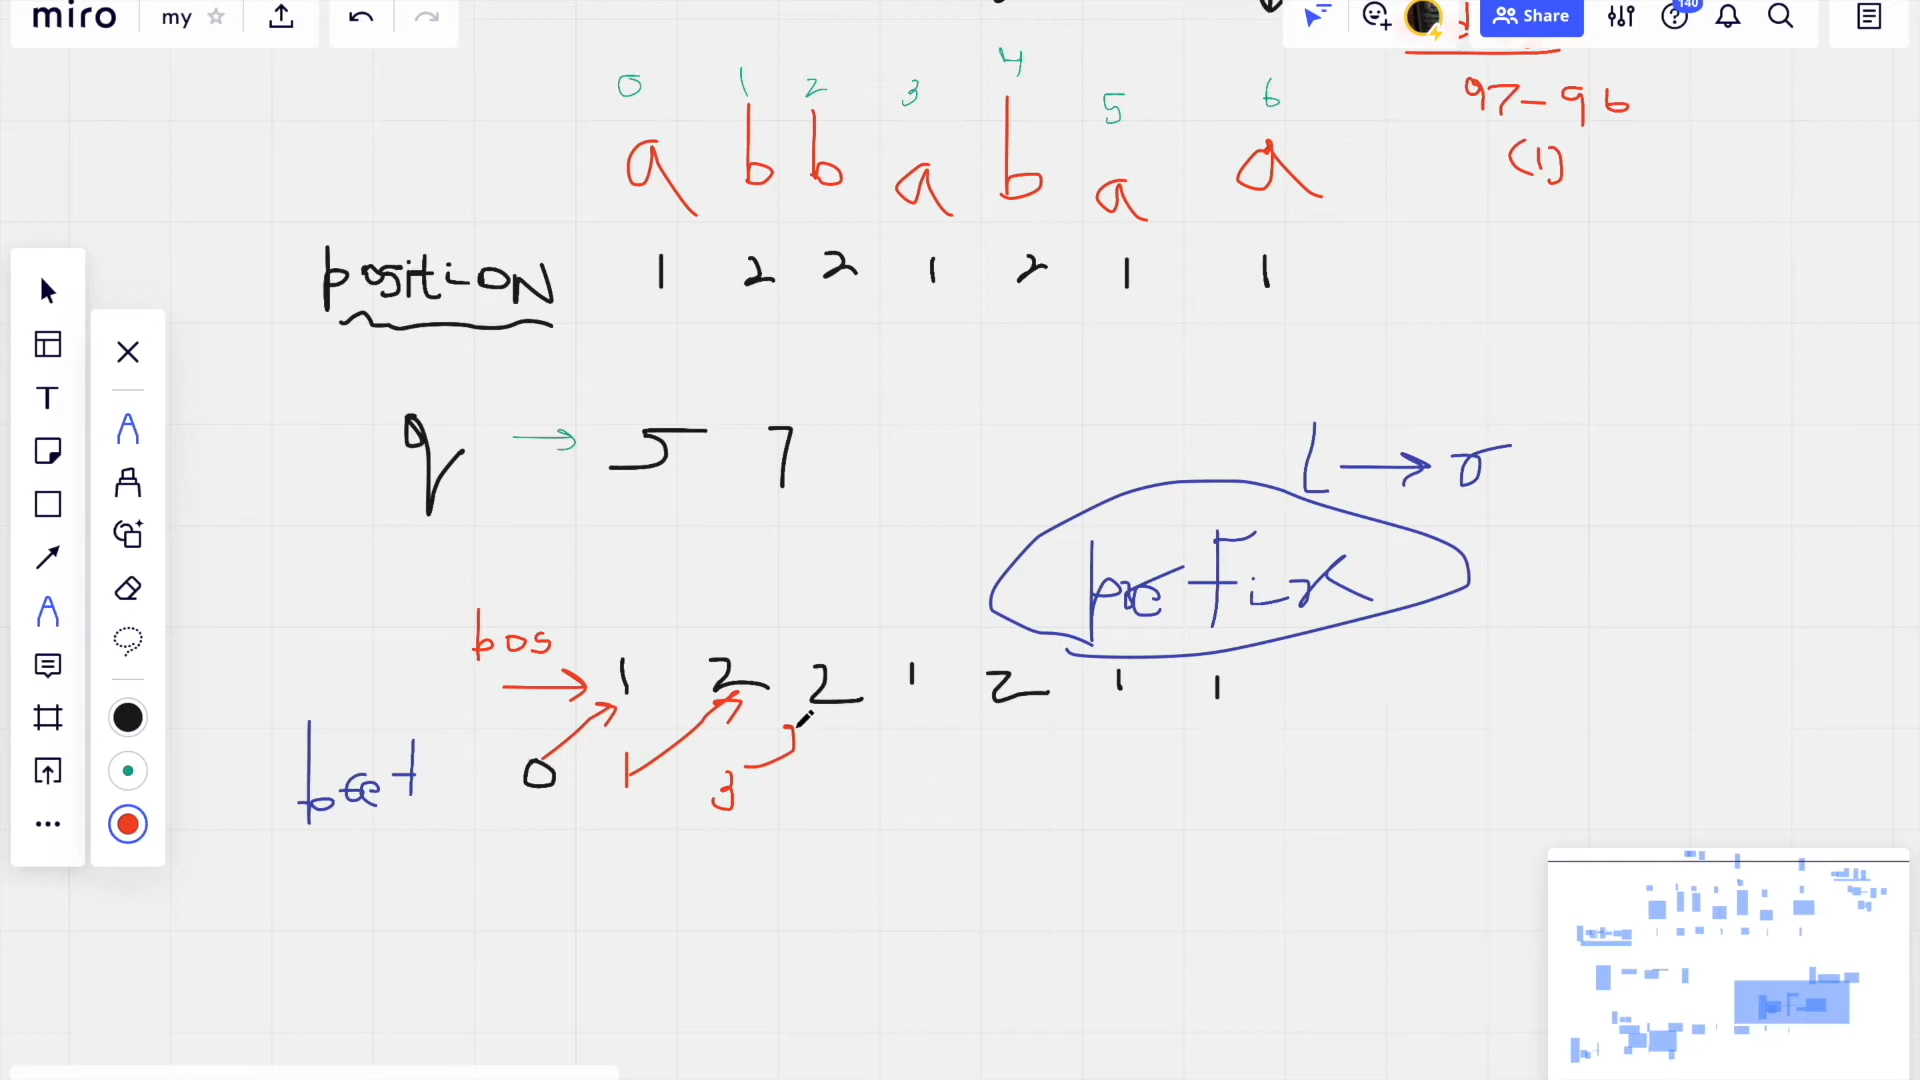 miro my Share 140
97-96
(1)
0 1 2 3 4 5 6
a b b a b a a
position 1 2 2 1 2 1 1
q → 5 7
L → r
prefix
pos → 1 2 2 1 2 1 1
pref 0 1 3
T